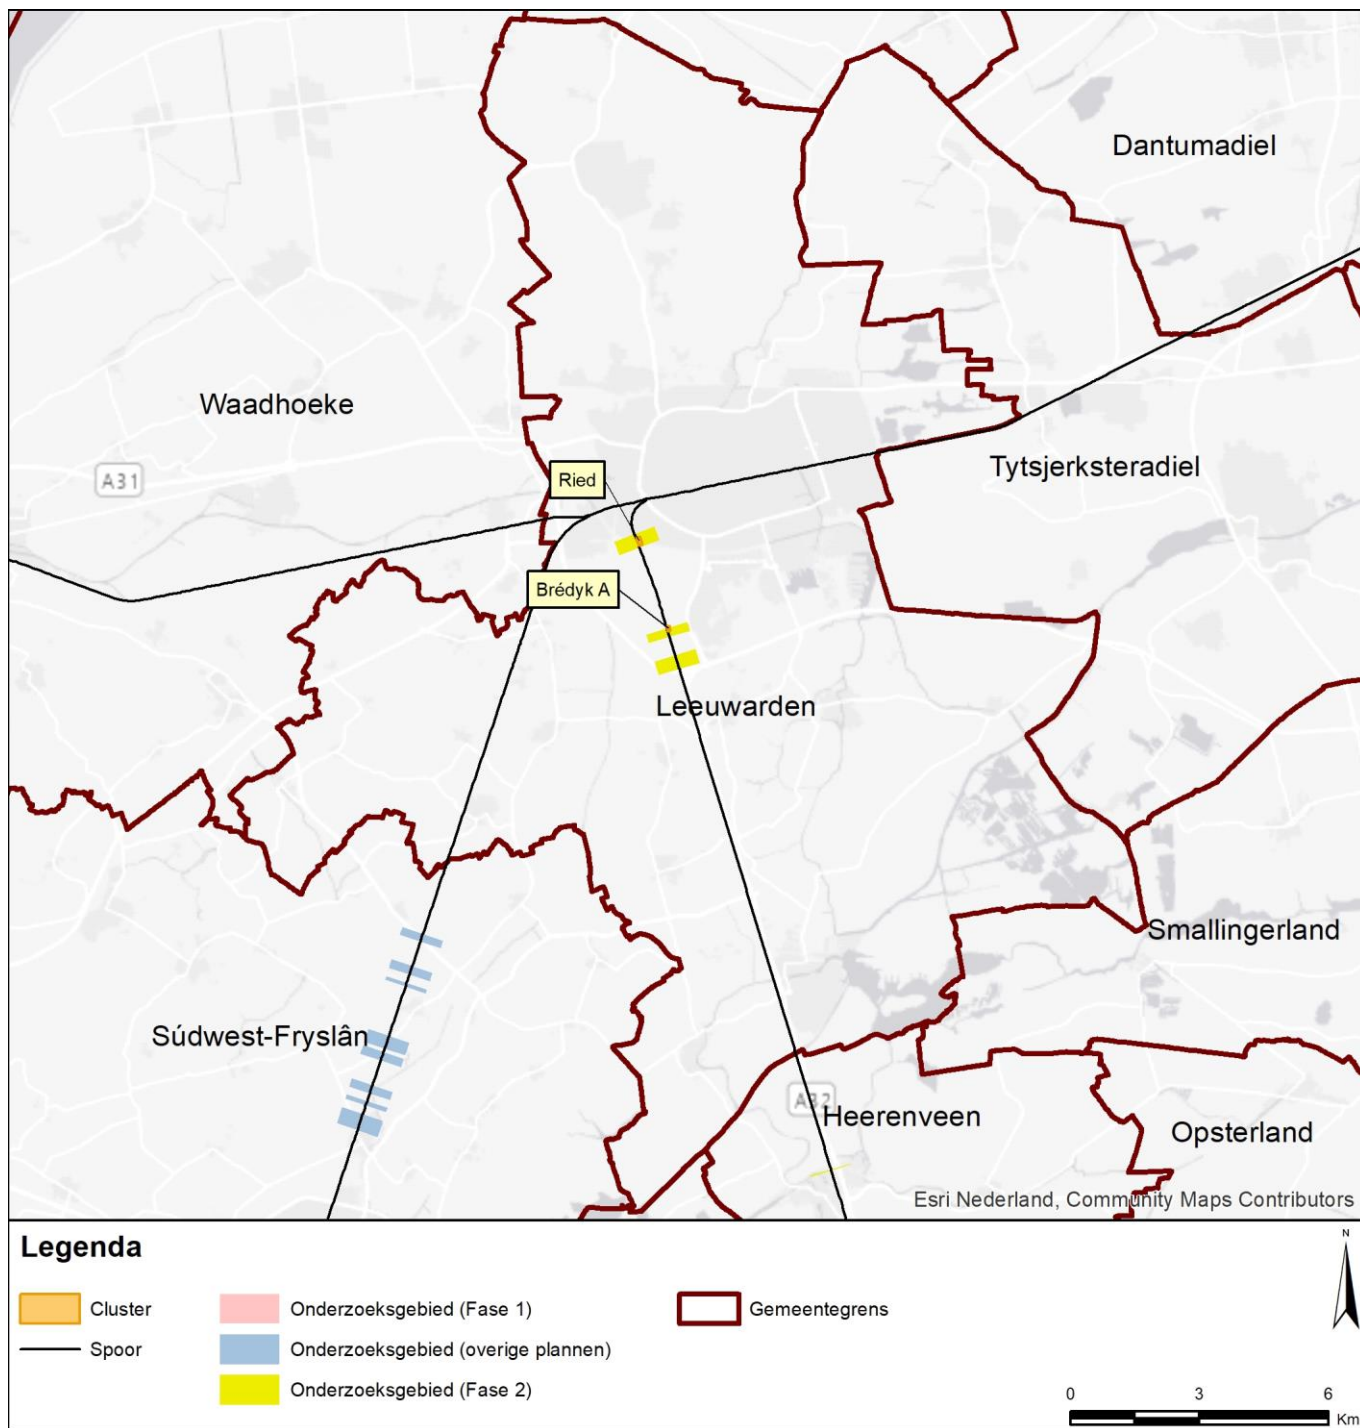 Dantumadiel
Waadhoeke
A31
Ried
Tytsjerksteradiel
Brédyk A
Leeuwarden
Smallingerland
Súdwest-Fryslân
A32
Heerenveen
Opsterland
Esri Nederland, Community Maps Contributors
Legenda
N
Cluster
Onderzoeksgebied (Fase 1)
Gemeentegrens
Spoor
Onderzoeksgebied (overige plannen)
Onderzoeksgebied (Fase 2)
0 3 6
Km